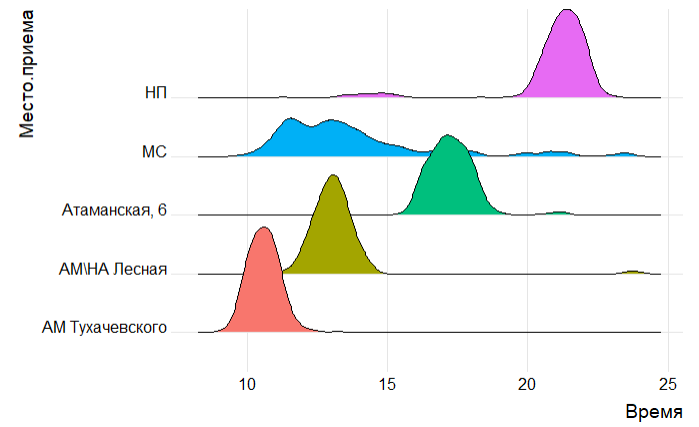 Место.приема
НП
МС
Атаманская, 6
АМ\НА Лесная
АМ Тухачевского
10
15
20
25
Время